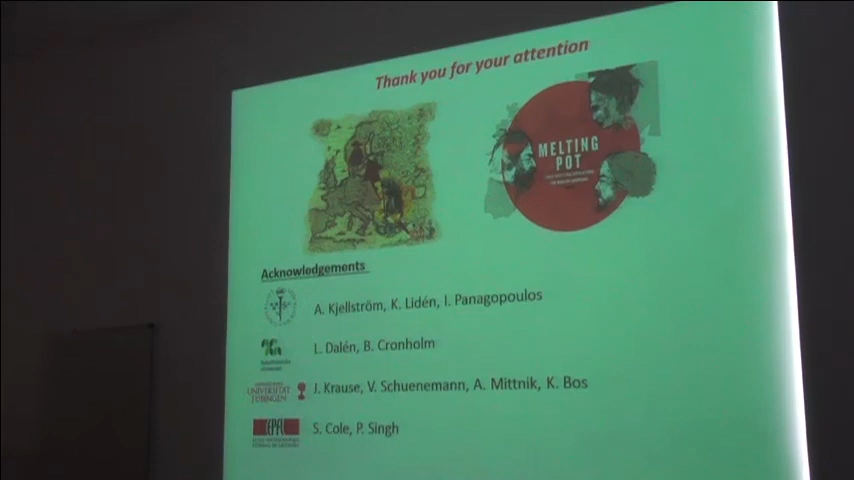 Thank you for your attention
MELTING
POT
Acknowledgements
A. Kjellström, K. Lidén, I. Panagopoulos
L. Dalén, B. Cronholm
UNIVERSITÄT
TÜBINGEN
J. Krause, V. Schuenemann, A. Mittnik, K. Bos
S. Cole, P. Singh